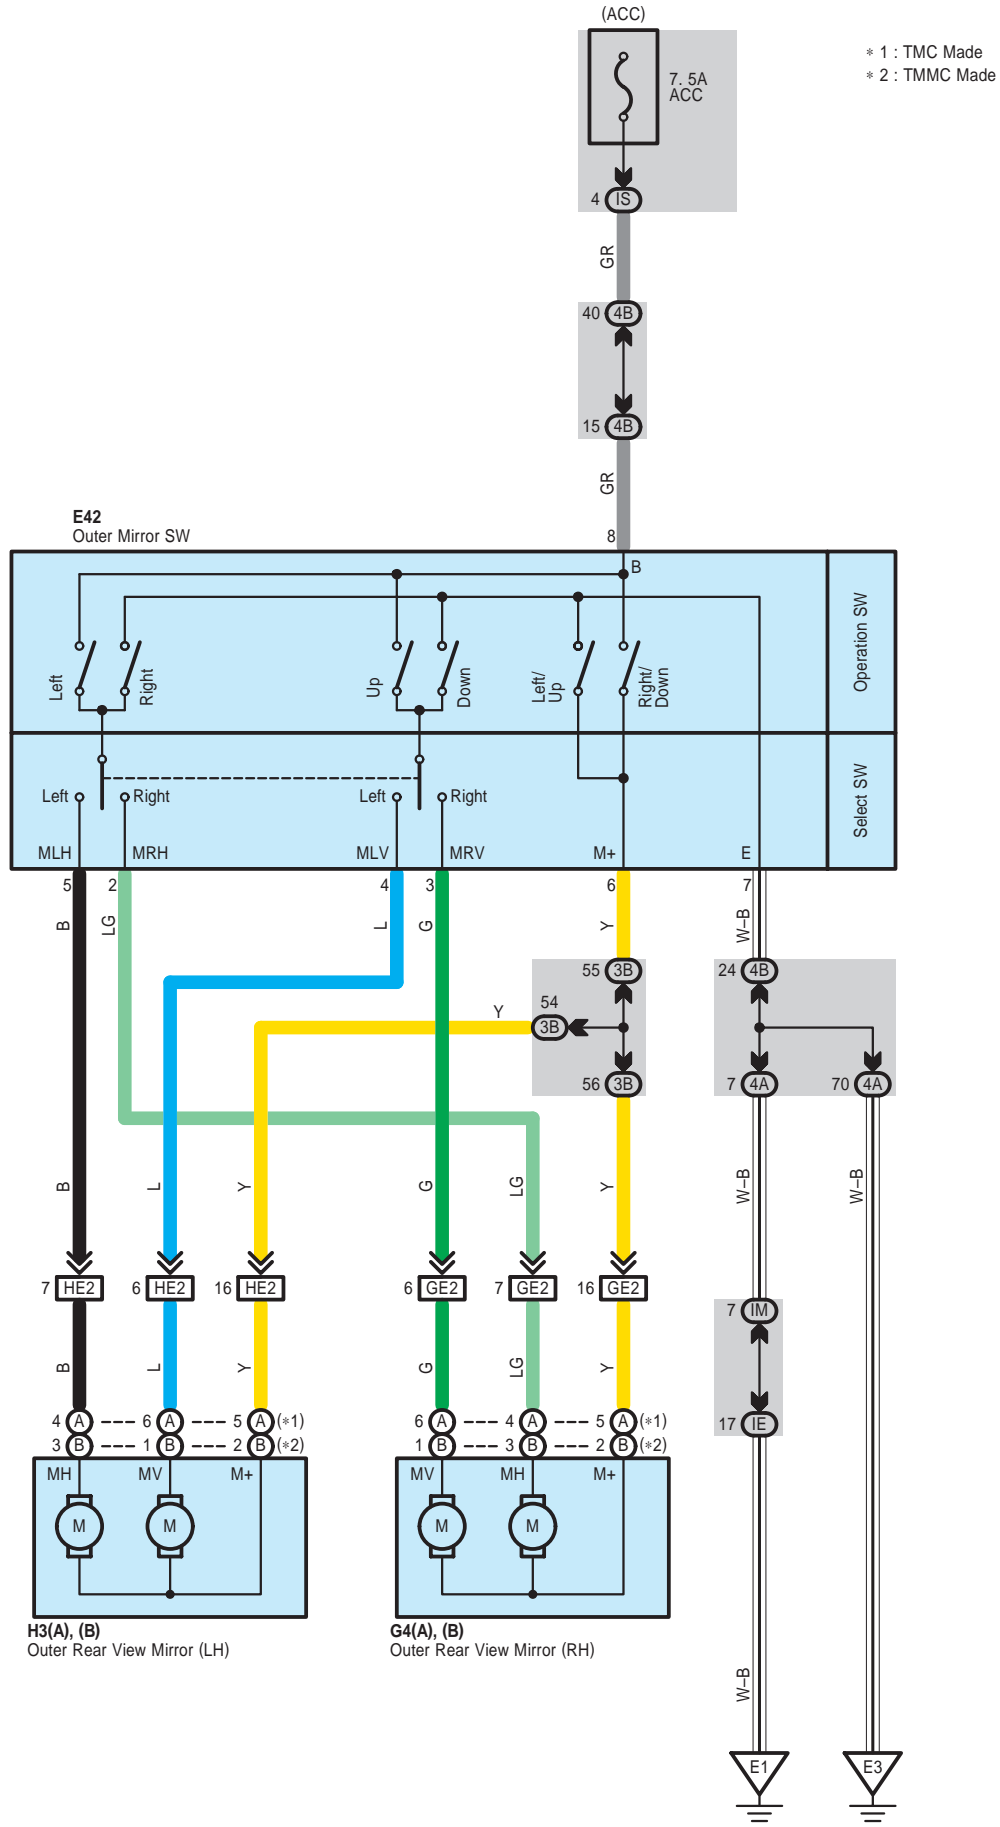 (ACC)
* 1 : TMC Made
* 2 : TMMC Made
7. 5A
ACC
4 IS
GR
40 4B
15 4B
GR
E42
Outer Mirror SW
8
B
Left
Right
Up
Down
Left/
Up
Right/
Down
Operation SW
Left Right Left Right
Select SW
MLH MRH MLV MRV M+ E
5 2 4 3 6 7
B LG L G Y W–B
55 3B 24 4B
54
Y 3B
56 3B 7 4A 70 4A
B L Y G LG Y W–B W–B
7 HE2 6 HE2 16 HE2 6 GE2 7 GE2 16 GE2
7 IM
B L Y G LG Y
4 A 6 A 5 A (*1) 6 A 4 A 5 A (*1)
17 IE
3 B 1 B 2 B (*2) 1 B 3 B 2 B (*2)
MH MV M+ MV MH M+
M M M M
H3(A), (B)
Outer Rear View Mirror (LH)
G4(A), (B)
Outer Rear View Mirror (RH)
W–B
E1 E3